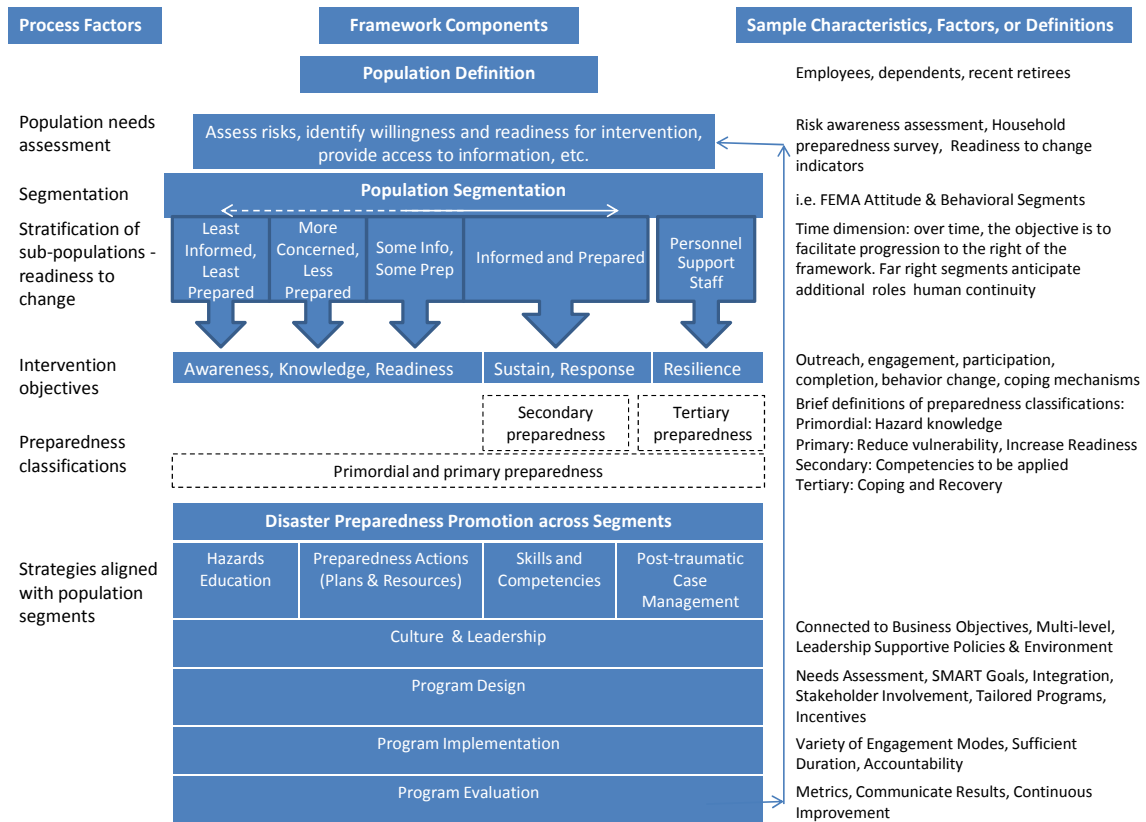 Process Factors
Framework Components
Sample Characteristics, Factors, or Definitions
Population Definition
Employees, dependents, recent retirees
Population needs
assessment
Assess risks, identify willingness and readiness for intervention,
provide access to information, etc.
Risk awareness assessment, Household
preparedness survey, Readiness to change
indicators
Segmentation
Population Segmentation
i.e. FEMA Attitude & Behavioral Segments
Stratification of
sub-populations -
readiness to
change
Least
Informed,
Least
Prepared
More
Concerned,
Less
Prepared
Some Info,
Some Prep
Informed and Prepared
Personnel
Support
Staff
Time dimension: over time, the objective is to
facilitate progression to the right of the
framework. Far right segments anticipate
additional roles human continuity
Intervention
objectives
Awareness, Knowledge, Readiness
Sustain, Response
Resilience
Outreach, engagement, participation,
completion, behavior change, coping mechanisms
Preparedness
classifications
Secondary
preparedness
Tertiary
preparedness
Primordial and primary preparedness
Brief definitions of preparedness classifications:
Primordial: Hazard knowledge
Primary: Reduce vulnerability, Increase Readiness
Secondary: Competencies to be applied
Tertiary: Coping and Recovery
Disaster Preparedness Promotion across Segments
Strategies aligned
with population
segments
Hazards
Education
Preparedness Actions
(Plans & Resources)
Skills and
Competencies
Post-traumatic
Case
Management
Culture & Leadership
Connected to Business Objectives, Multi-level,
Leadership Supportive Policies & Environment
Program Design
Needs Assessment, SMART Goals, Integration,
Stakeholder Involvement, Tailored Programs,
Incentives
Program Implementation
Variety of Engagement Modes, Sufficient
Duration, Accountability
Program Evaluation
Metrics, Communicate Results, Continuous
Improvement